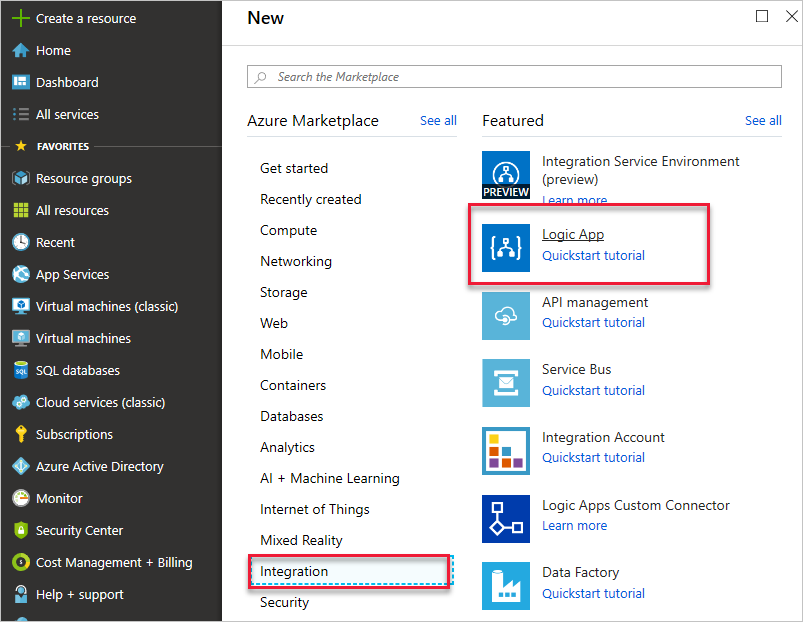 Create a resource
Home
Dashboard
All services
FAVORITES
Resource groups
All resources
Recent
App Services
Virtual machines (classic)
Virtual machines
SQL
SQL databases
Cloud services (classic)
Subscriptions
Azure Active Directory
Monitor
Security Center
$
Cost Management + Billing
Help + support
New
Search the Marketplace
Azure Marketplace
See all
Get started
Recently created
Compute
Networking
Storage
Web
Mobile
Containers
Databases
Analytics
AI + Machine Learning
Internet of Things
Mixed Reality
Integration
Security
Featured
See all
PREVIEW
Integration Service Environment
(preview)
Learn more
Logic App
Quickstart tutorial
API management
Quickstart tutorial
Service Bus
Quickstart tutorial
Integration Account
Quickstart tutorial
Logic Apps Custom Connector
Learn more
Data Factory
Quickstart tutorial